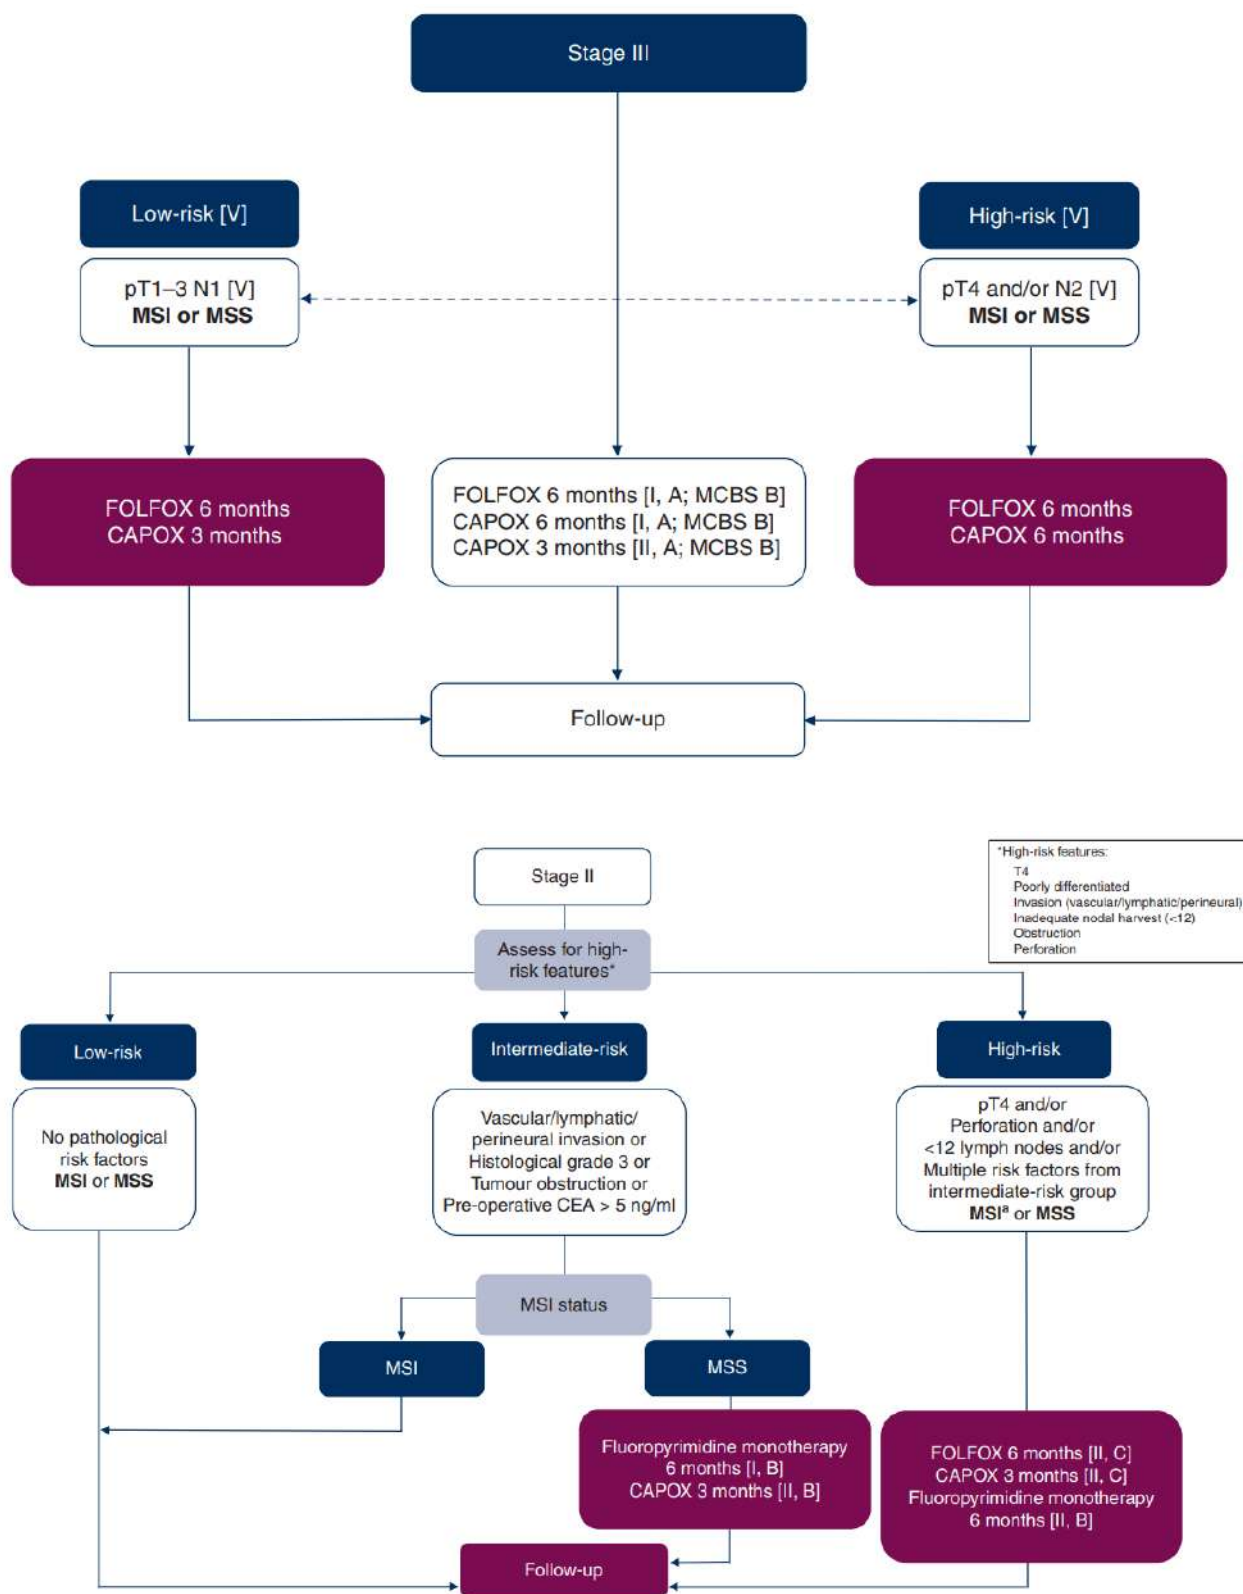 Stage III
Low-risk [V]
High-risk [V]
pT1–3 N1 [V]
MSI or MSS
pT4 and/or N2 [V]
MSI or MSS
FOLFOX 6 months
CAPOX 3 months
FOLFOX 6 months [I, A; MCBS B]
CAPOX 6 months [I, A; MCBS B]
CAPOX 3 months [II, A; MCBS B]
FOLFOX 6 months
CAPOX 6 months
Follow-up
*High-risk features:
T4
Poorly differentiated
Invasion (vascular/lymphatic/perineural)
Inadequate nodal harvest (<12)
Obstruction
Perforation
Stage II
Assess for high-
risk features*
Low-risk
Intermediate-risk
High-risk
No pathological
risk factors
MSI or MSS
Vascular/lymphatic/
perineural invasion or
Histological grade 3 or
Tumour obstruction or
Pre-operative CEA > 5 ng/ml
pT4 and/or
Perforation and/or
<12 lymph nodes and/or
Multiple risk factors from
intermediate-risk group
MSIᵃ or MSS
MSI status
MSI
MSS
Fluoropyrimidine monotherapy
6 months [I, B]
CAPOX 3 months [II, B]
FOLFOX 6 months [II, C]
CAPOX 3 months [II, C]
Fluoropyrimidine monotherapy
6 months [II, B]
Follow-up